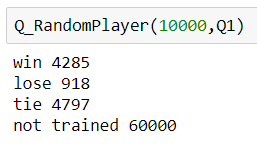 Q_RandomPlayer(10000,Q1)
win 4285
lose 918
tie 4797
not trained 60000